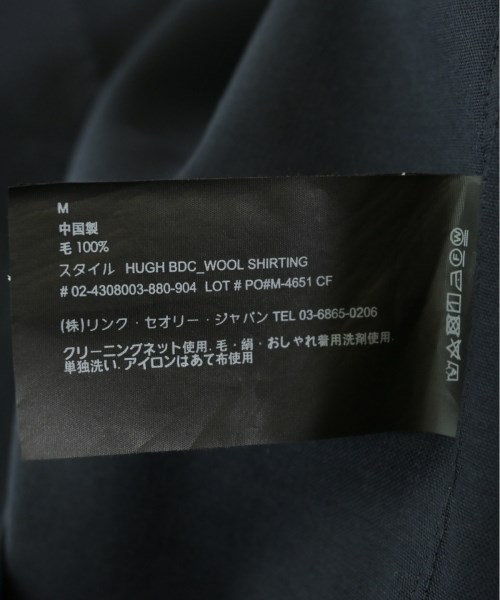 M
中国製
毛 100%
スタイル HUGH BDC_WOOL SHIRTING
# 02-4308003-880-904 LOT # PO#M-4651 CF
(株)リンク・セオリー・ジャパン TEL 03-6865-0206
クリーニングネット使用. 毛・絹・おしゃれ着用洗剤使用.
単独洗い. アイロンはあて布使用